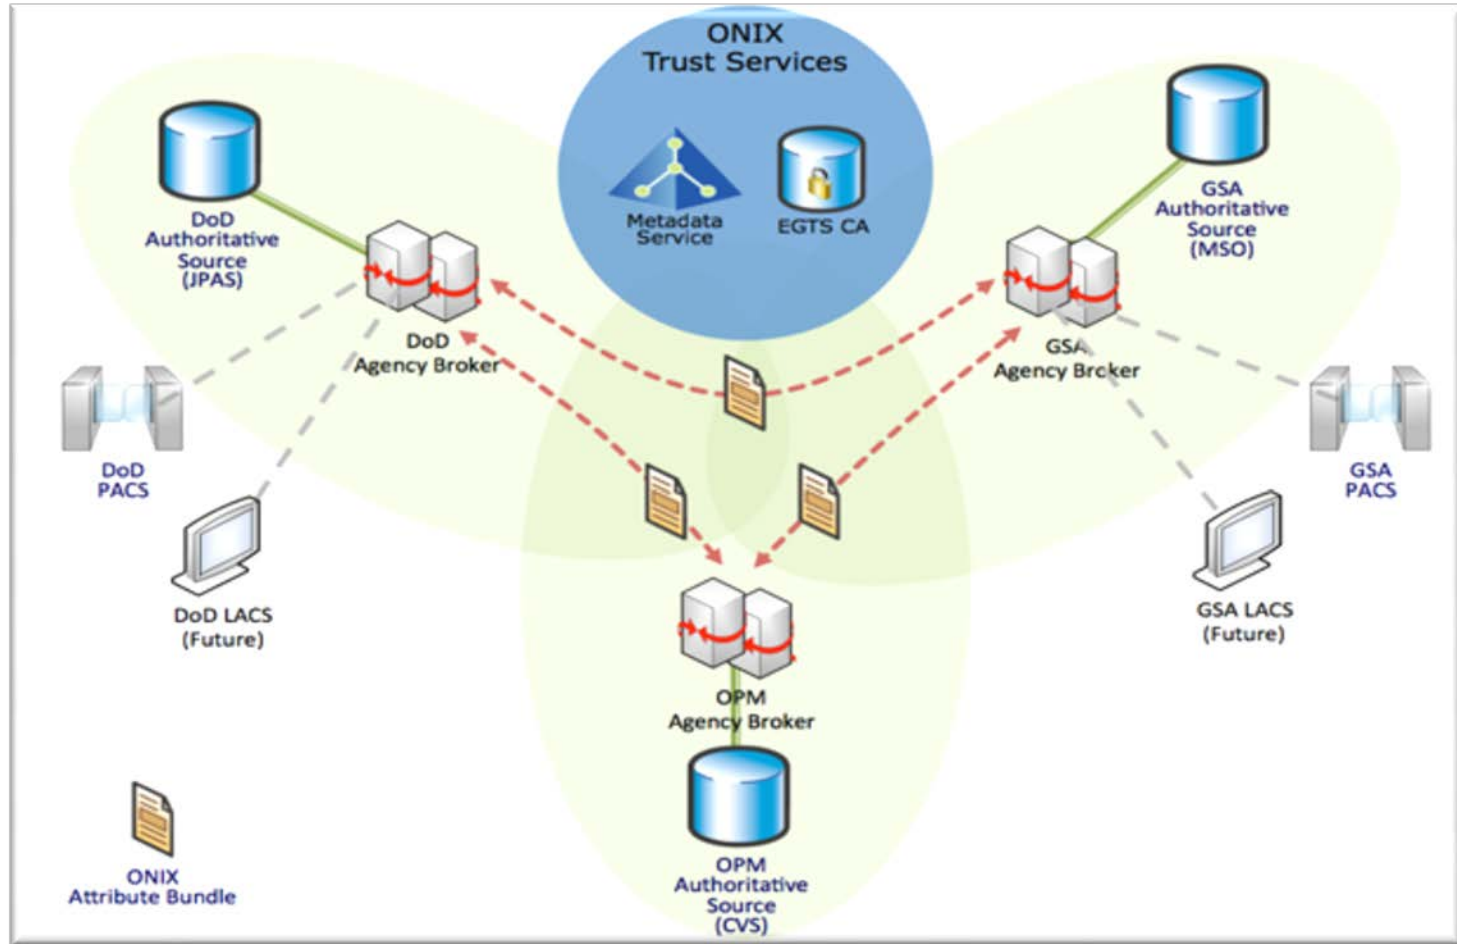 ONIX
Trust Services
Metadata
Service
EGTS CA
DoD
Authoritative
Source
(JPAS)
GSA
Authoritative
Source
(MSO)
DoD
Agency Broker
GSA
Agency Broker
DoD
PACS
GSA
PACS
DoD LACS
(Future)
GSA LACS
(Future)
OPM
Agency Broker
OPM
Authoritative
Source
(CVS)
ONIX
Attribute Bundle